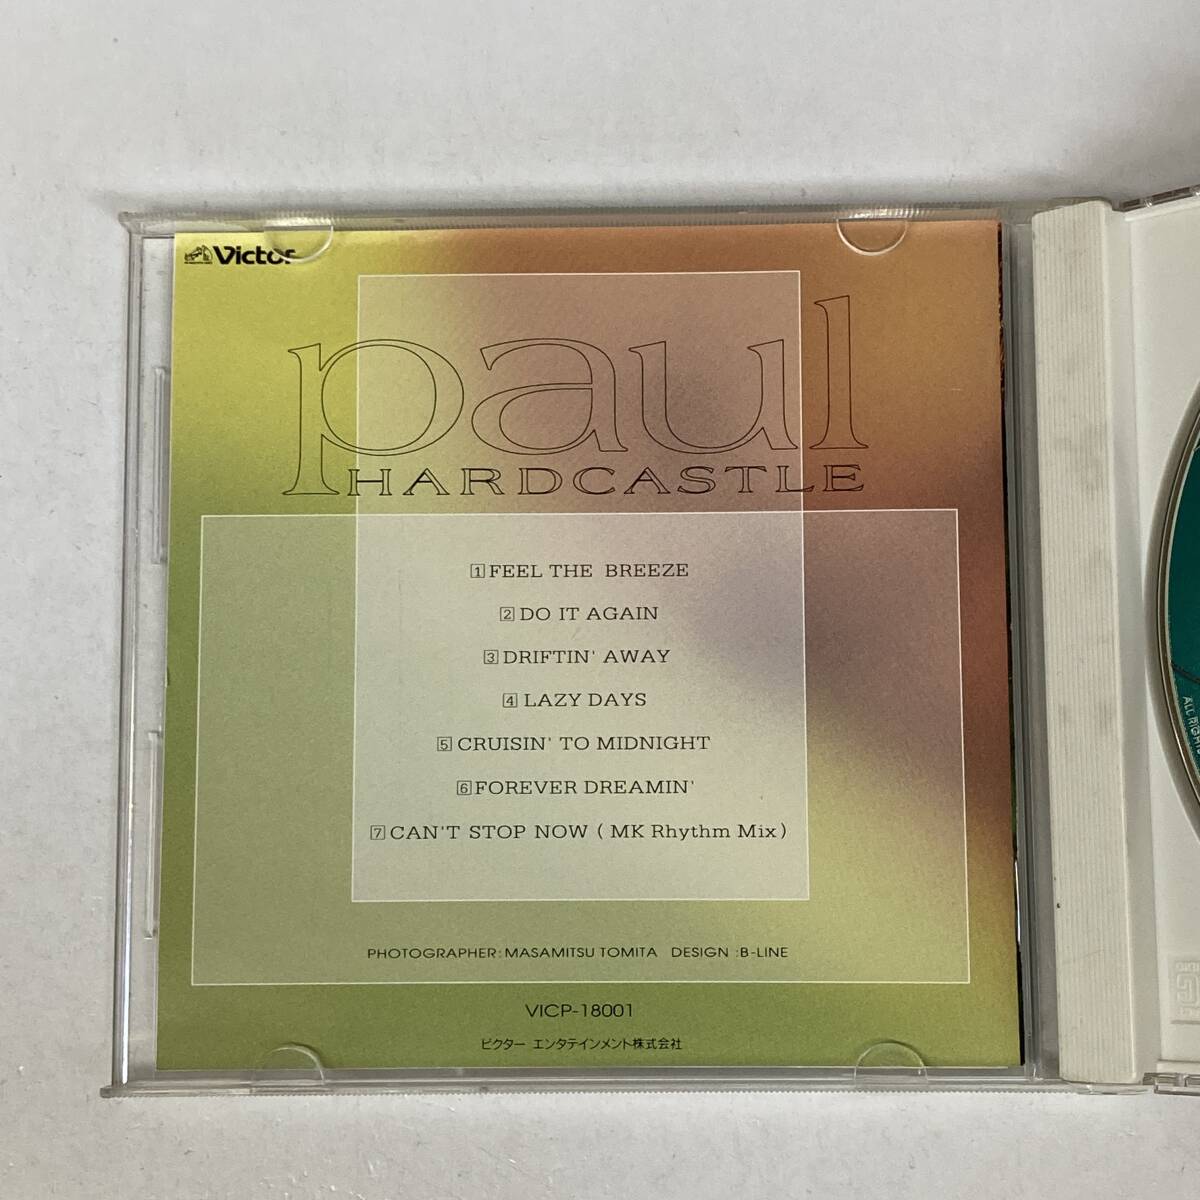 Victor
paul
HARDCASTLE
1 FEEL THE BREEZE
2 DO IT AGAIN
3 DRIFTIN' AWAY
4 LAZY DAYS
5 CRUISIN' TO MIDNIGHT
6 FOREVER DREAMIN'
7 CAN'T STOP NOW ( MK Rhythm Mix )
PHOTOGRAPHER: MASAMITSU TOMITA DESIGN :B-LINE
VICP-18001
ビクター エンタテインメント株式会社
ALL RIGHTS